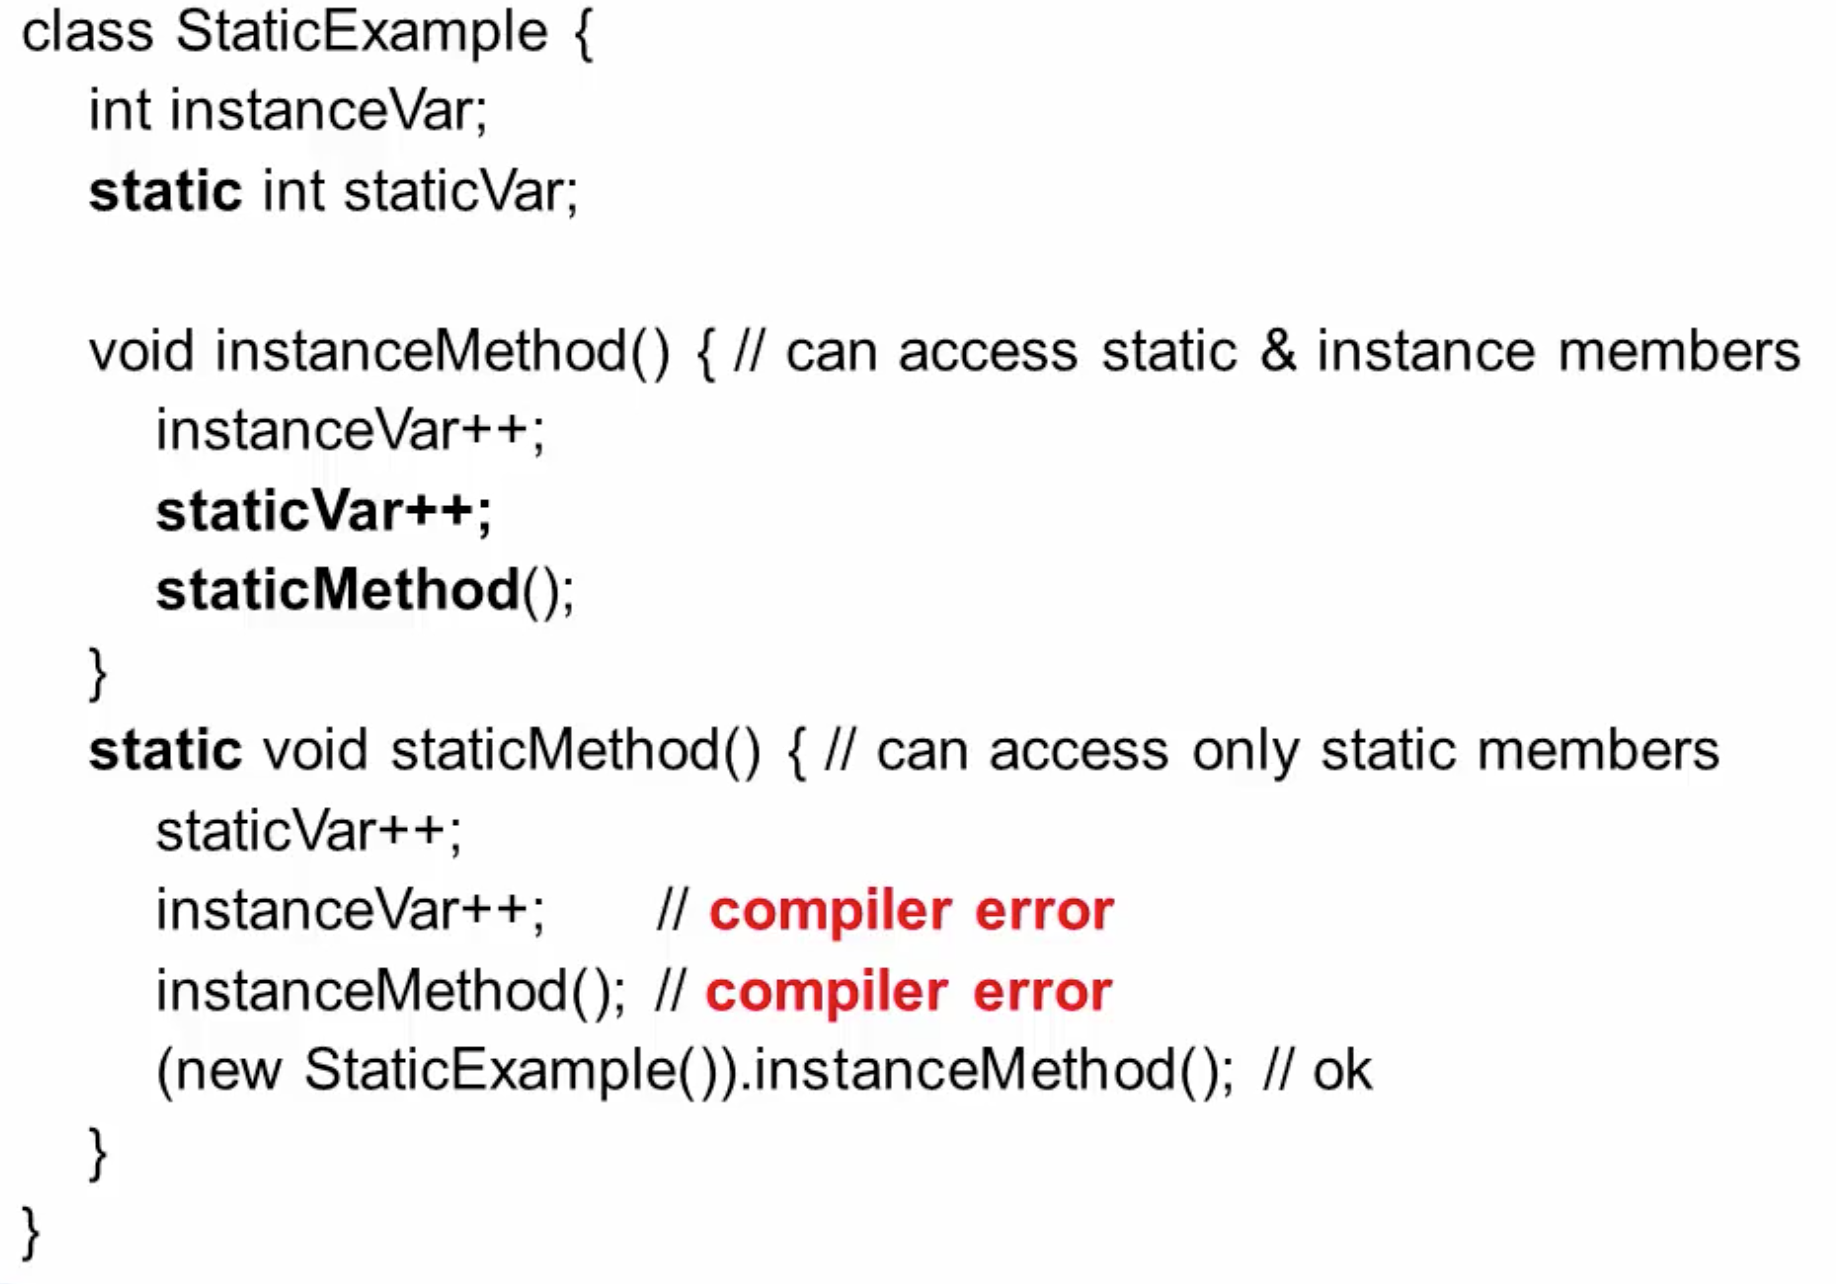 class StaticExample {
int instanceVar;
static int staticVar;
void instanceMethod() { // can access static & instance members
instanceVar++;
staticVar++;
staticMethod();
}
static void staticMethod() { // can access only static members
staticVar++;
instanceVar++; // compiler error
instanceMethod(); // compiler error
(new StaticExample()).instanceMethod(); // ok
}
}